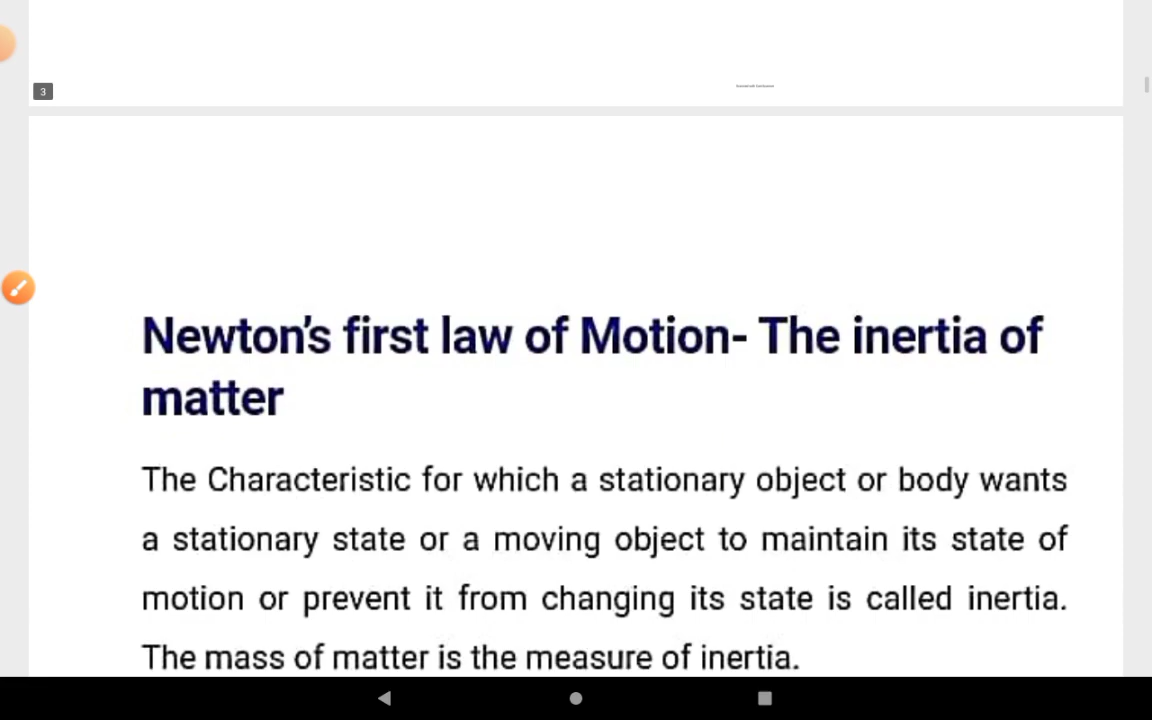 3
Newton's first law of Motion- The inertia of
matter
The Characteristic for which a stationary object or body wants
a stationary state or a moving object to maintain its state of
motion or prevent it from changing its state is called inertia.
The mass of matter is the measure of inertia.